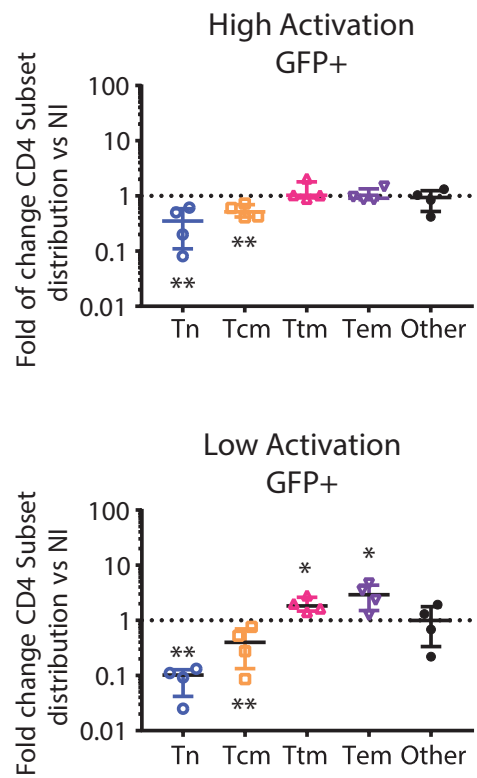 High Activation
GFP+
Fold of change CD4 Subset
distribution vs NI
100
10
1
0.1
0.01
**
**
Tn Tcm Ttm Tem Other
Low Activation
GFP+
Fold change CD4 Subset
distribution vs NI
100
10
1
0.1
0.01
* *
**
**
Tn Tcm Ttm Tem Other